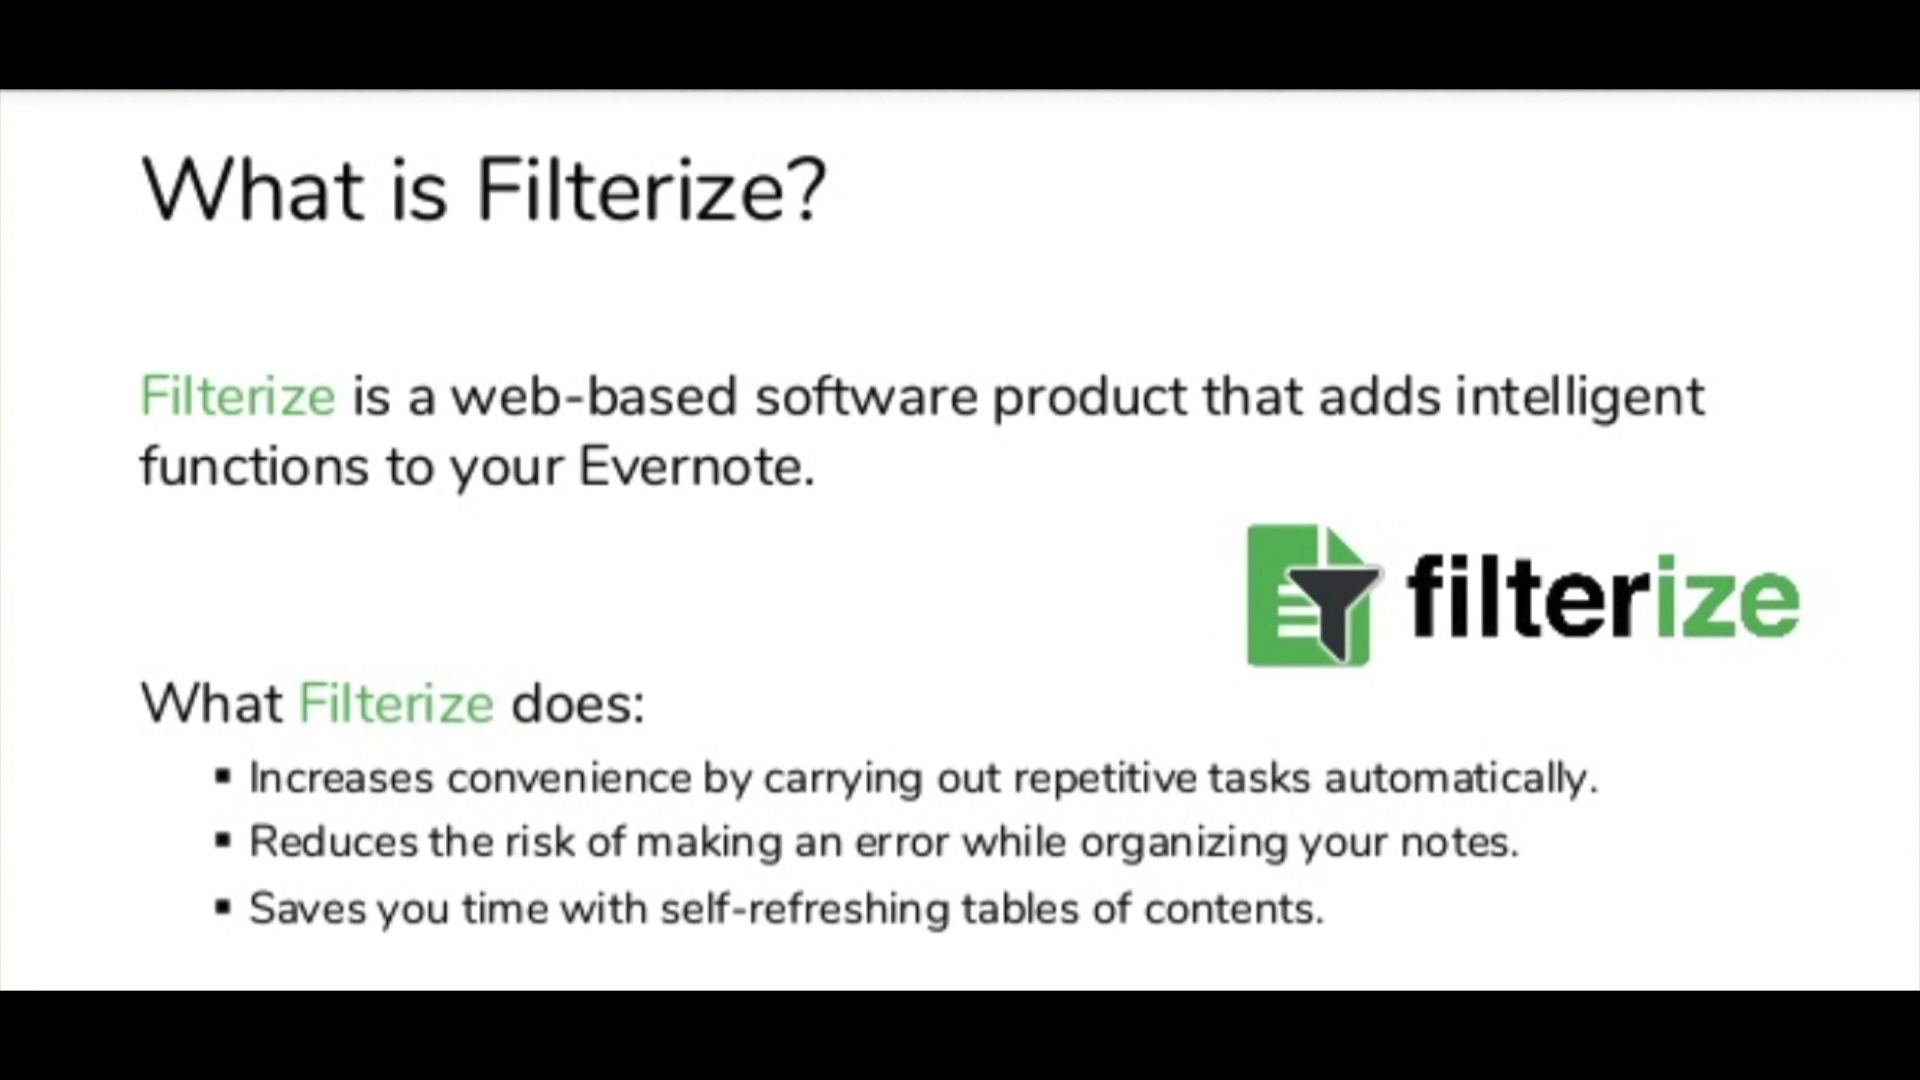 What is Filterize?
Filterize is a web-based software product that adds intelligent
functions to your Evernote.
filterize
What Filterize does:
▪ Increases convenience by carrying out repetitive tasks automatically.
▪ Reduces the risk of making an error while organizing your notes.
▪ Saves you time with self-refreshing tables of contents.